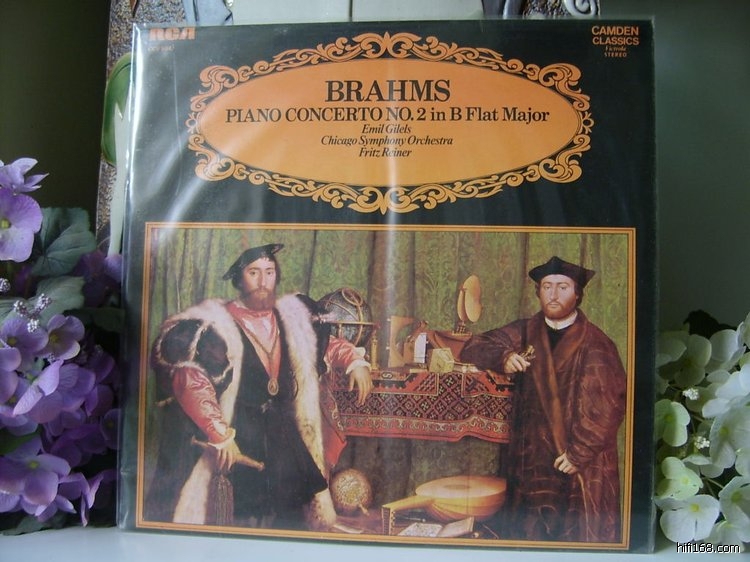 RCA
CAMDEN
CLASSICS
Victrola
STEREO
BRAHMS
PIANO CONCERTO NO. 2 in B Flat Major
Emil Gilels
Chicago Symphony Orchestra
Fritz Reiner
hifi168.com